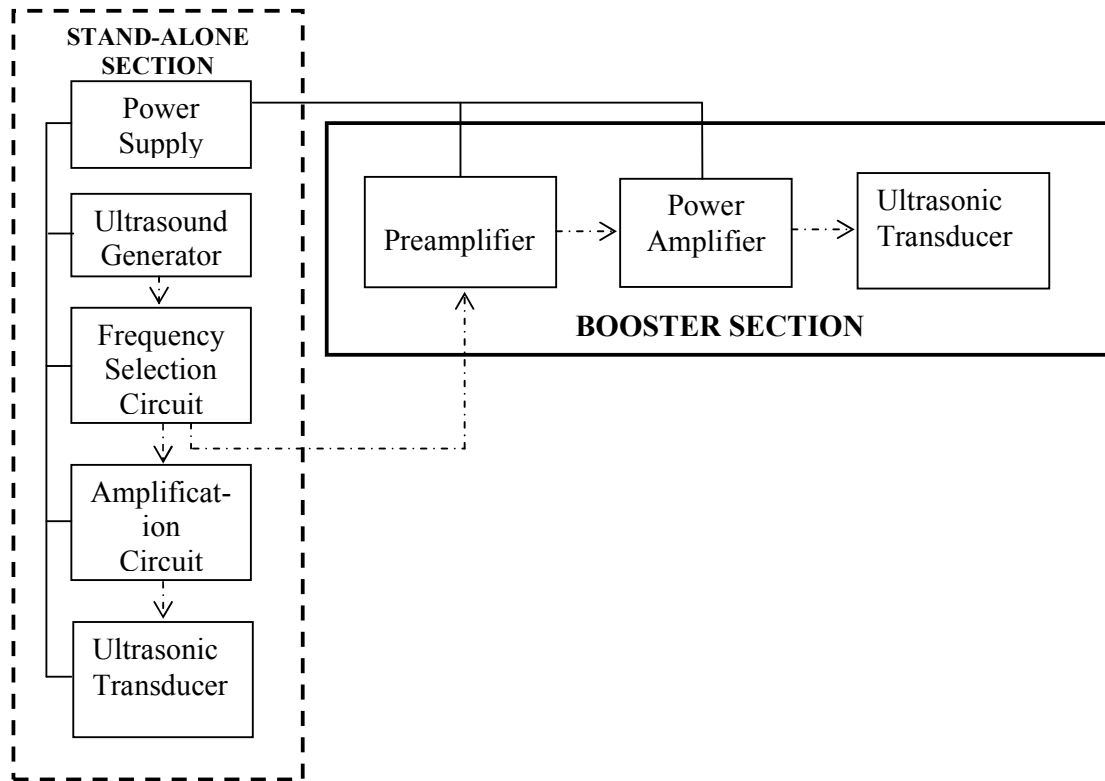 STAND-ALONE
SECTION
Power
Supply
Ultrasound
Generator
Frequency
Selection
Circuit
Amplificat-
ion
Circuit
Ultrasonic
Transducer
Preamplifier
Power
Amplifier
Ultrasonic
Transducer
BOOSTER SECTION